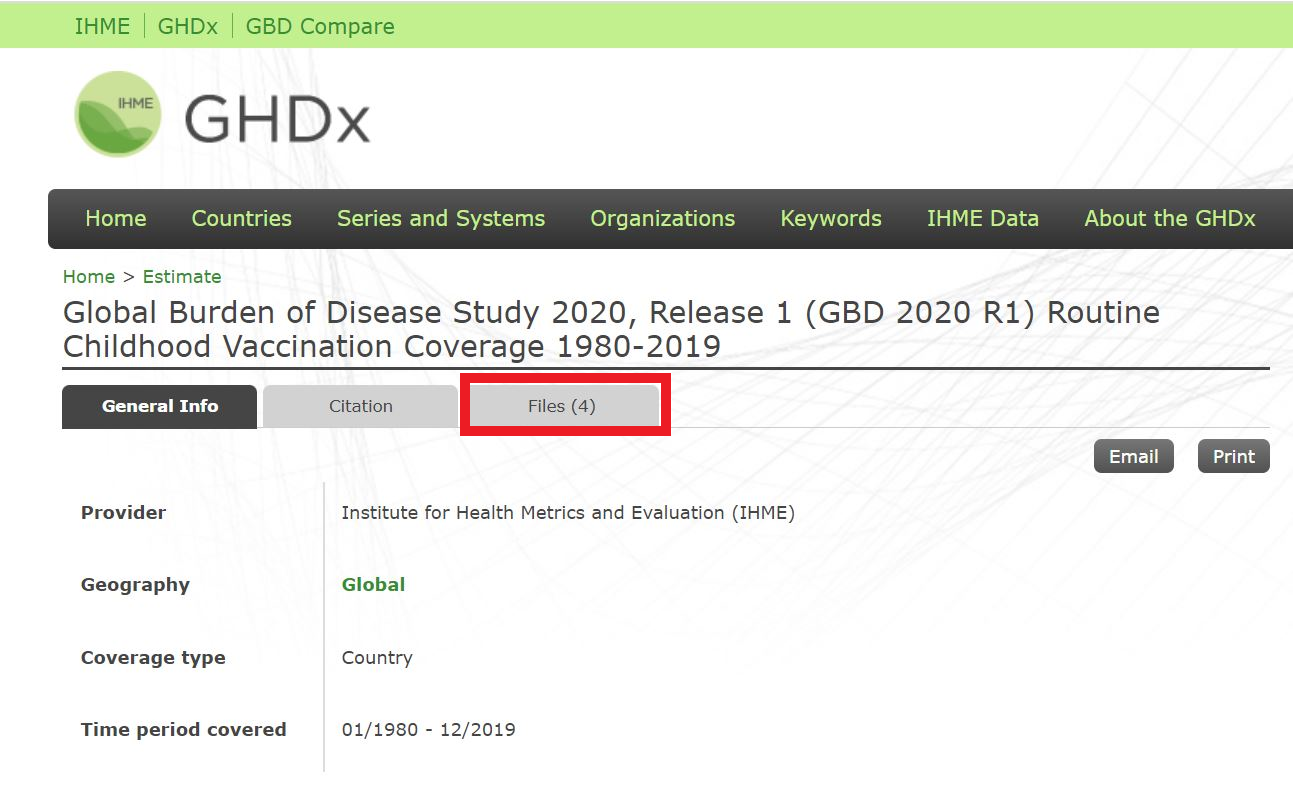 IHME GHDx GBD Compare
IHME GHDx
Home Countries Series and Systems Organizations Keywords IHME Data About the GHDx
Home > Estimate
Global Burden of Disease Study 2020, Release 1 (GBD 2020 R1) Routine
Childhood Vaccination Coverage 1980-2019
General Info Citation Files (4)
Email Print
Provider Institute for Health Metrics and Evaluation (IHME)
Geography Global
Coverage type Country
Time period covered 01/1980 - 12/2019